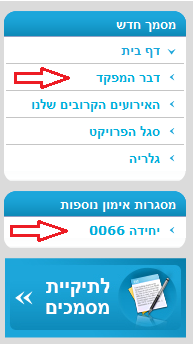 מסמך חדש
דף בית
דבר המפקד
האירועים הקרובים שלנו
סגל הפרויקט
גלריה
מסגרות אימון נוספות
יחידה 0066
לתיקיית
מסמכים